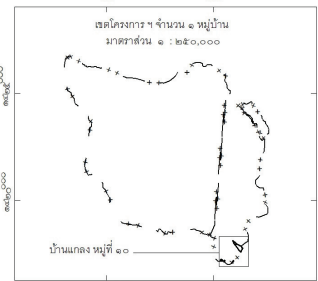 เขตโครงการ ฯ จำนวน ๑ หมู่บ้าน
มาตราส่วน ๑ : ๒๕๐,๐๐๐
บ้านแกลง หมู่ที่ ๑๐